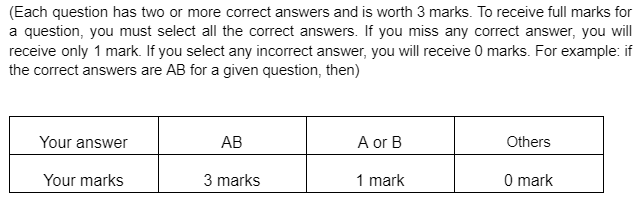 (Each question has two or more correct answers and is worth 3 marks. To receive full marks for
a question, you must select all the correct answers. If you miss any correct answer, you will
receive only 1 mark. If you select any incorrect answer, you will receive 0 marks. For example: if
the correct answers are AB for a given question, then)
Your answer AB A or B Others
Your marks 3 marks 1 mark 0 mark